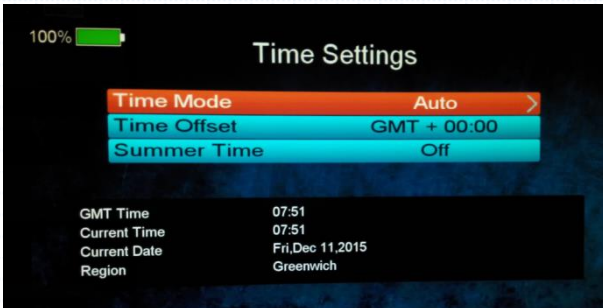 100%
Time Settings
Time Mode Auto >
Time Offset GMT + 00:00
Summer Time Off
GMT Time 07:51
Current Time 07:51
Current Date Fri,Dec 11,2015
Region Greenwich